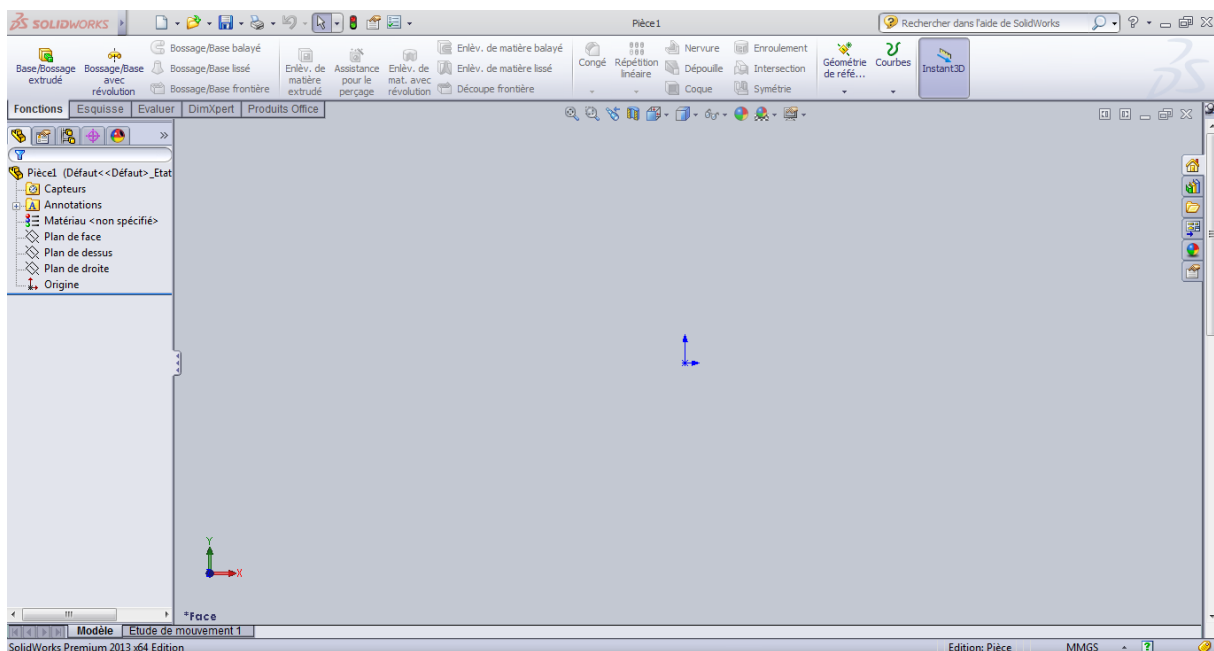 SOLIDWORKS
Pièce1
Rechercher dans l'aide de SolidWorks
Base/Bossage
extrudé
Bossage/Base
avec
révolution
Bossage/Base balayé
Bossage/Base lissé
Bossage/Base frontière
Enlèv. de
matière
extrudé
Assistance
pour le
perçage
Enlèv. de
mat. avec
révolution
Enlèv. de matière balayé
Enlèv. de matière lissé
Découpe frontière
Congé
Répétition
linéaire
Nervure
Dépouille
Coque
Enroulement
Intersection
Symétrie
Géométrie
de réfé...
Courbes
Instant3D
Fonctions Esquisse Evaluer DimXpert Produits Office
Pièce1 (Défaut<<Défaut>_Etat
Capteurs
Annotations
Matériau <non spécifié>
Plan de face
Plan de dessus
Plan de droite
Origine
Y
X
*Face
Modèle Etude de mouvement 1
SolidWorks Premium 2013 x64 Edition
Edition: Pièce MMGS